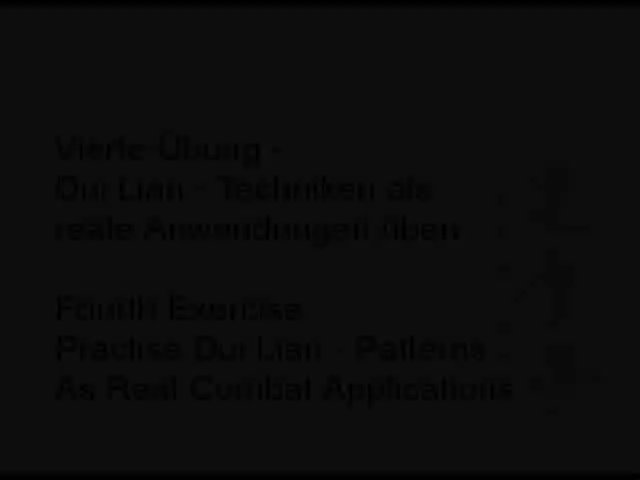 Vierte Übung -
Dui Lian - Techniken als
reale Anwendungen üben
Fourth Exercise
Practise Dui Lian - Patterns
As Real Combat Applications